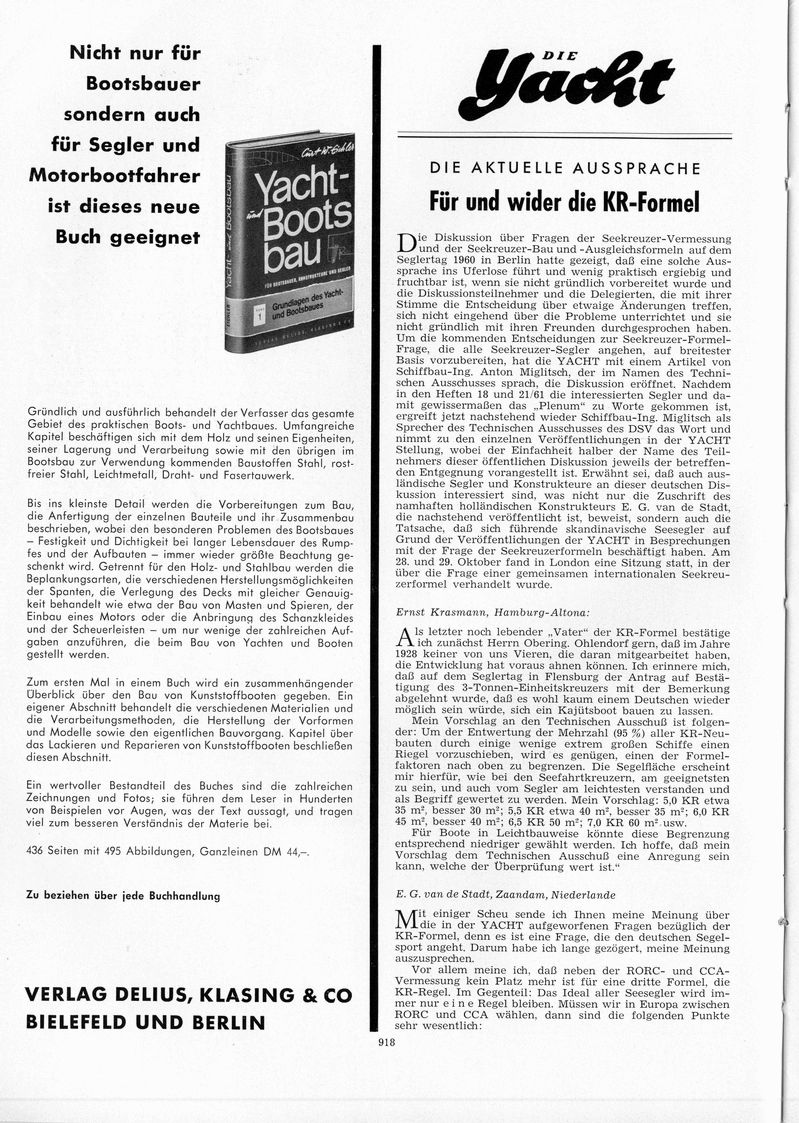 Nicht nur für
Bootsbauer
sondern auch
für Segler und
Motorbootfahrer
ist dieses neue
Buch geeignet
Curt W. Eichler
Yacht-
und Boots
bau
FÜR BOOTSBAUER, KONSTRUKTEURE UND SEGLER
BAND
1
Grundlagen des Yacht-
und Bootsbaues
VERLAG DELIUS, KLASING & CO
Yacht- und Bootsbau
EICHLER
Gründlich und ausführlich behandelt der Verfasser das gesamte
Gebiet des praktischen Boots- und Yachtbaues. Umfangreiche
Kapitel beschäftigen sich mit dem Holz und seinen Eigenheiten,
seiner Lagerung und Verarbeitung sowie mit den übrigen im
Bootsbau zur Verwendung kommenden Baustoffen Stahl, rost-
freier Stahl, Leichtmetall, Draht- und Fasertauwerk.
Bis ins kleinste Detail werden die Vorbereitungen zum Bau,
die Anfertigung der einzelnen Bauteile und ihr Zusammenbau
beschrieben, wobei den besonderen Problemen des Bootsbaues
– Festigkeit und Dichtigkeit bei langer Lebensdauer des Rump-
fes und der Aufbauten – immer wieder größte Beachtung ge-
schenkt wird. Getrennt für den Holz- und Stahlbau werden die
Beplankungsarten, die verschiedenen Herstellungsmöglichkeiten
der Spanten, die Verlegung des Decks mit gleicher Genauig-
keit behandelt wie etwa der Bau von Masten und Spieren, der
Einbau eines Motors oder die Anbringung des Schanzkleides
und der Scheuerleisten – um nur wenige der zahlreichen Auf-
gaben anzuführen, die beim Bau von Yachten und Booten
gestellt werden.
Zum ersten Mal in einem Buch wird ein zusammenhängender
Überblick über den Bau von Kunststoffbooten gegeben. Ein
eigener Abschnitt behandelt die verschiedenen Materialien und
die Verarbeitungsmethoden, die Herstellung der Vorformen
und Modelle sowie den eigentlichen Bauvorgang. Kapitel über
das Lackieren und Reparieren von Kunststoffbooten beschließen
diesen Abschnitt.
Ein wertvoller Bestandteil des Buches sind die zahlreichen
Zeichnungen und Fotos; sie führen dem Leser in Hunderten
von Beispielen vor Augen, was der Text aussagt, und tragen
viel zum besseren Verständnis der Materie bei.
436 Seiten mit 495 Abbildungen, Ganzleinen DM 44,–.
Zu beziehen über jede Buchhandlung
VERLAG DELIUS, KLASING & CO
BIELEFELD UND BERLIN
DIE
Yacht
DIE AKTUELLE AUSSPRACHE
Für und wider die KR-Formel
Die Diskussion über Fragen der Seekreuzer-Vermessung
und der Seekreuzer-Bau und -Ausgleichsformeln auf dem
Seglertag 1960 in Berlin hatte gezeigt, daß eine solche Aus-
sprache ins Uferlose führt und wenig praktisch ergiebig und
fruchtbar ist, wenn sie nicht gründlich vorbereitet wurde und
die Diskussionsteilnehmer und die Delegierten, die mit ihrer
Stimme die Entscheidung über etwaige Änderungen treffen,
sich nicht eingehend über die Probleme unterrichtet und sie
nicht gründlich mit ihren Freunden durchgesprochen haben.
Um die kommenden Entscheidungen zur Seekreuzer-Formel-
Frage, die alle Seekreuzer-Segler angehen, auf breitester
Basis vorzubereiten, hat die YACHT mit einem Artikel von
Schiffbau-Ing. Anton Miglitsch, der im Namen des Techni-
schen Ausschusses sprach, die Diskussion eröffnet. Nachdem
in den Heften 18 und 21/61 die interessierten Segler und da-
mit gewissermaßen das „Plenum“ zu Worte gekommen ist,
ergreift jetzt nachstehend wieder Schiffbau-Ing. Miglitsch als
Sprecher des Technischen Ausschusses des DSV das Wort und
nimmt zu den einzelnen Veröffentlichungen in der YACHT
Stellung, wobei der Einfachheit halber der Name des Teil-
nehmers dieser öffentlichen Diskussion jeweils der betreffen-
den Entgegnung vorangestellt ist. Erwähnt sei, daß auch aus-
ländische Segler und Konstrukteure an dieser deutschen Dis-
kussion interessiert sind, was nicht nur die Zuschrift des
namhaften holländischen Konstrukteurs E. G. van de Stadt,
die nachstehend veröffentlicht ist, beweist, sondern auch die
Tatsache, daß sich führende skandinavische Seesegler auf
Grund der Veröffentlichungen der YACHT in Besprechungen
mit der Frage der Seekreuzerformeln beschäftigt haben. Am
28. und 29. Oktober fand in London eine Sitzung statt, in der
über die Frage einer gemeinsamen internationalen Seekreu-
zerformel verhandelt wurde.
Ernst Krasmann, Hamburg-Altona:
Als letzter noch lebender „Vater“ der KR-Formel bestätige
ich zunächst Herrn Obering. Ohlendorf gern, daß im Jahre
1928 keiner von uns Vieren, die daran mitgearbeitet haben,
die Entwicklung hat voraus ahnen können. Ich erinnere mich,
daß auf dem Seglertag in Flensburg der Antrag auf Bestä-
tigung des 3-Tonnen-Einheitskreuzers mit der Bemerkung
abgelehnt wurde, daß es wohl kaum einem Deutschen wieder
möglich sein würde, sich ein Kajütsboot bauen zu lassen.
Mein Vorschlag an den Technischen Ausschuß ist folgen-
der: Um der Entwertung der Mehrzahl (95 %) aller KR-Neu-
bauten durch einige wenige extrem großen Schiffe einen
Riegel vorzuschieben, wird es genügen, einen der Formel-
faktoren nach oben zu begrenzen. Die Segelfläche erscheint
mir hierfür, wie bei den Seefahrtkreuzern, am geeignetsten
zu sein, und auch vom Segler am leichtesten verstanden und
als Begriff gewertet zu werden. Mein Vorschlag: 5,0 KR etwa
35 m², besser 30 m²; 5,5 KR etwa 40 m², besser 35 m²; 6,0 KR
45 m², besser 40 m²; 6,5 KR 50 m²; 7,0 KR 60 m² usw.
Für Boote in Leichtbauweise könnte diese Begrenzung
entsprechend niedriger gewählt werden. Ich hoffe, daß mein
Vorschlag dem Technischen Ausschuß eine Anregung sein
kann, welche der Überprüfung wert ist.“
E. G. van de Stadt, Zaandam, Niederlande
Mit einiger Scheu sende ich Ihnen meine Meinung über
die in der YACHT aufgeworfenen Fragen bezüglich der
KR-Formel, denn es ist eine Frage, die den deutschen Segel-
sport angeht. Darum habe ich lange gezögert, meine Meinung
auszusprechen.
Vor allem meine ich, daß neben der RORC- und CCA-
Vermessung kein Platz mehr ist für eine dritte Formel, die
KR-Regel. Im Gegenteil: Das Ideal aller Seesegler wird im-
mer nur e i n e Regel bleiben. Müssen wir in Europa zwischen
RORC und CCA wählen, dann sind die folgenden Punkte
sehr wesentlich:
918